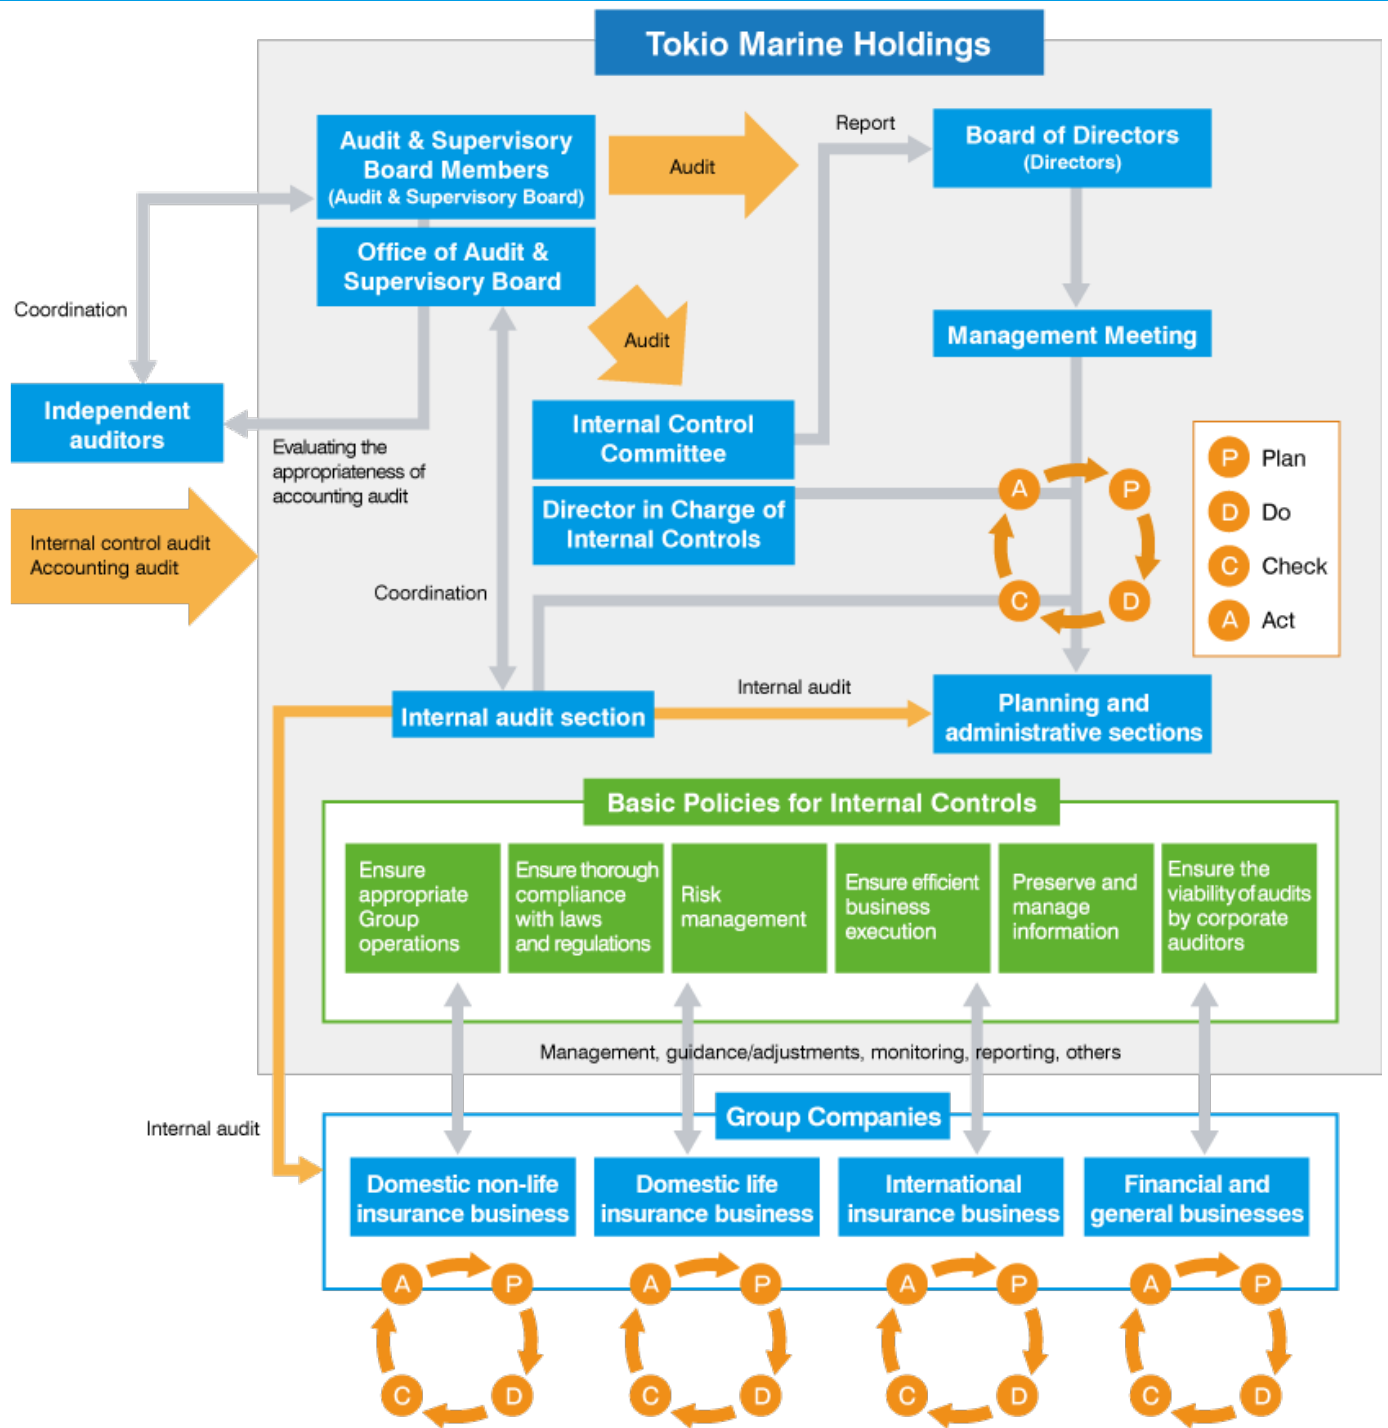 Tokio Marine Holdings
Audit & Supervisory
Board Members
(Audit & Supervisory Board)
Audit
Report
Board of Directors
(Directors)
Office of Audit &
Supervisory Board
Coordination
Audit
Management Meeting
Independent
auditors
Evaluating the
appropriateness of
accounting audit
Internal Control
Committee
Director in Charge of
Internal Controls
A
P
C
D
P Plan
D Do
C Check
A Act
Internal control audit
Accounting audit
Coordination
Internal audit section
Internal audit
Planning and
administrative sections
Basic Policies for Internal Controls
Ensure
appropriate
Group
operations
Ensure thorough
compliance
with laws
and regulations
Risk
management
Ensure efficient
business
execution
Preserve and
manage
information
Ensure the
viability of audits
by corporate
auditors
Management, guidance/adjustments, monitoring, reporting, others
Internal audit
Group Companies
Domestic non-life
insurance business
Domestic life
insurance business
International
insurance business
Financial and
general businesses
A
P
C
D
A
P
C
D
A
P
C
D
A
P
C
D